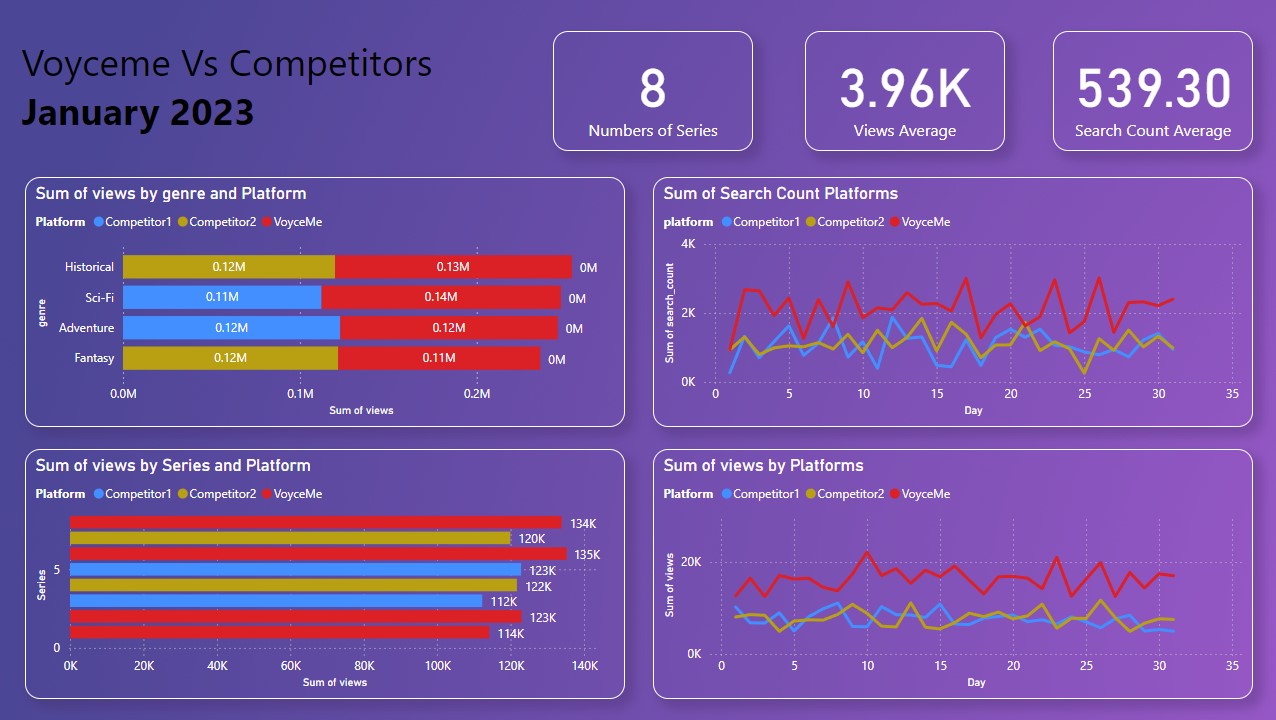 Voyceme Vs Competitors
January 2023
8
Numbers of Series
3.96K
Views Average
539.30
Search Count Average
Sum of views by genre and Platform
Platform Competitor1 Competitor2 VoyceMe
genre
Historical 0.12M 0.13M 0M
Sci-Fi 0.11M 0.14M 0M
Adventure 0.12M 0.12M 0M
Fantasy 0.12M 0.11M 0M
0.0M 0.1M 0.2M
Sum of views
Sum of Search Count Platforms
platform Competitor1 Competitor2 VoyceMe
Sum of search_count
4K
2K
0K
0 5 10 15 20 25 30 35
Day
Sum of views by Series and Platform
Platform Competitor1 Competitor2 VoyceMe
Series
134K
120K
135K
5 123K
122K
112K
123K
114K
0
0K 20K 40K 60K 80K 100K 120K 140K
Sum of views
Sum of views by Platforms
Platform Competitor1 Competitor2 VoyceMe
Sum of views
20K
0K
0 5 10 15 20 25 30 35
Day